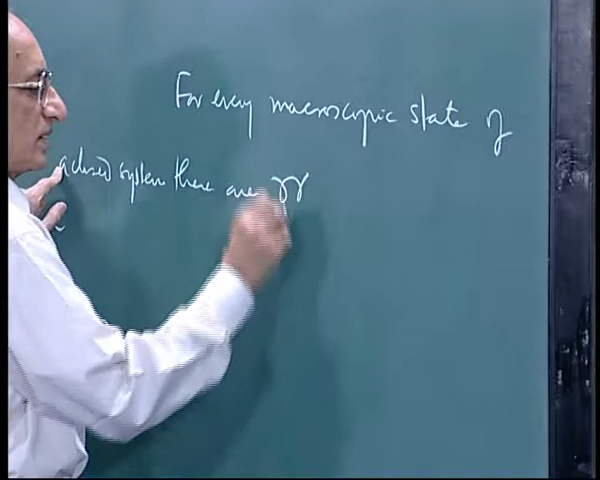 For every macroscopic state of
a closed system there are